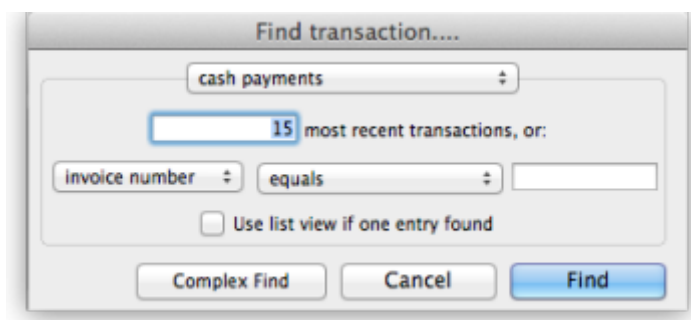 Find transaction....
cash payments
15 most recent transactions, or:
invoice number equals
Use list view if one entry found
Complex Find Cancel Find